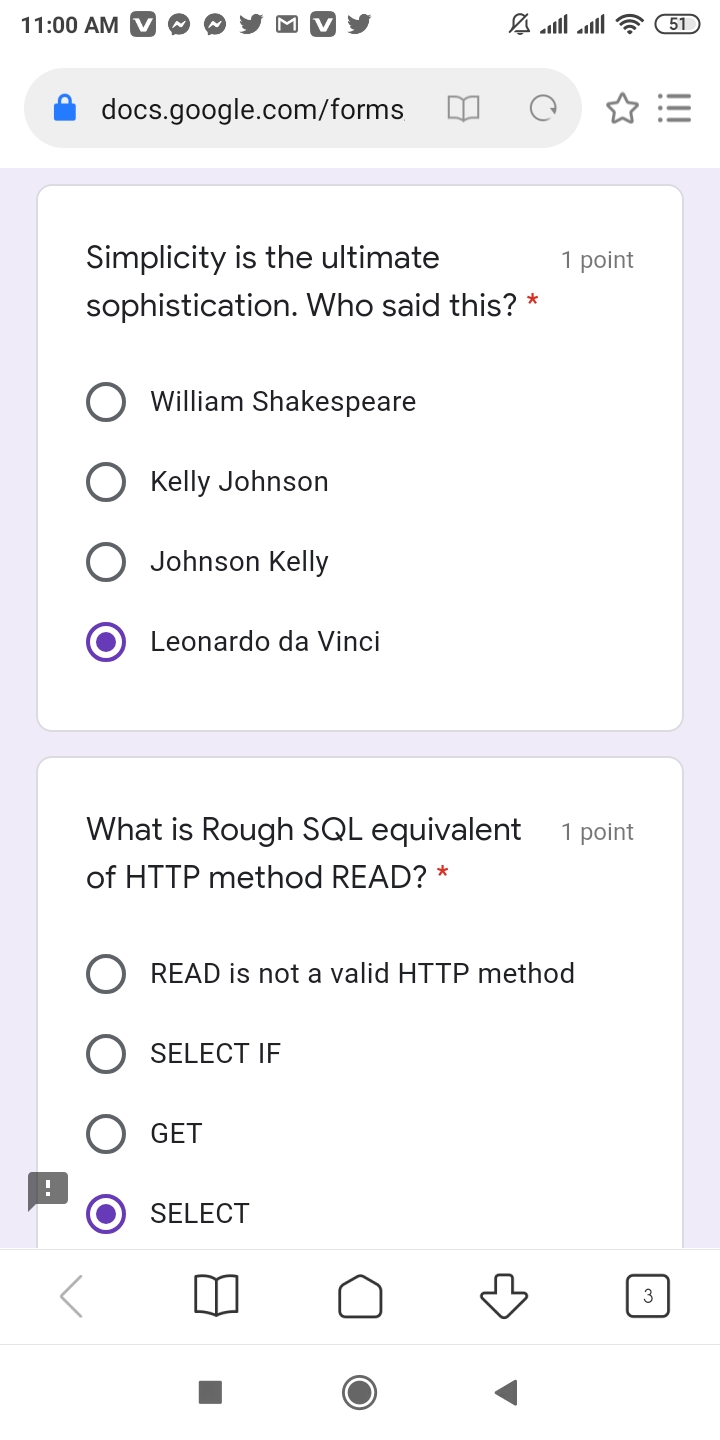 11:00 AM
51
docs.google.com/forms
Simplicity is the ultimate
sophistication. Who said this? *
1 point
William Shakespeare
Kelly Johnson
Johnson Kelly
Leonardo da Vinci
What is Rough SQL equivalent
of HTTP method READ? *
1 point
READ is not a valid HTTP method
SELECT IF
GET
SELECT
3